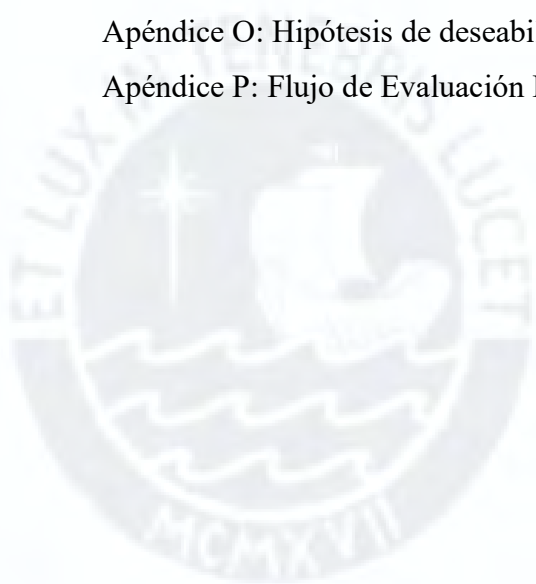 Apéndice O: Hipótesis de deseabi
Apéndice P: Flujo de Evaluación
ET LUX IN TENEBRIS LUCET
MCMXVII